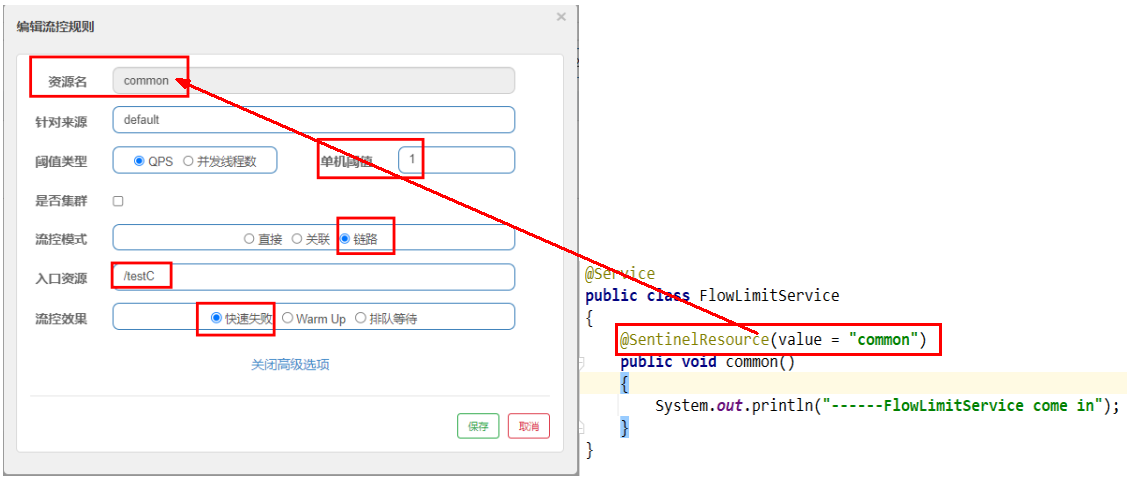 编辑流控规则
×
资源名 common
针对来源 default
阈值类型 QPS 并发线程数 单机阈值 1
是否集群
流控模式 直接 关联 链路
入口资源 /testC
流控效果 快速失败 Warm Up 排队等待
关闭高级选项
保存 取消
@Service
public class FlowLimitService
{
@SentinelResource(value = "common")
public void common()
{
System.out.println("------FlowLimitService come in");
}
}